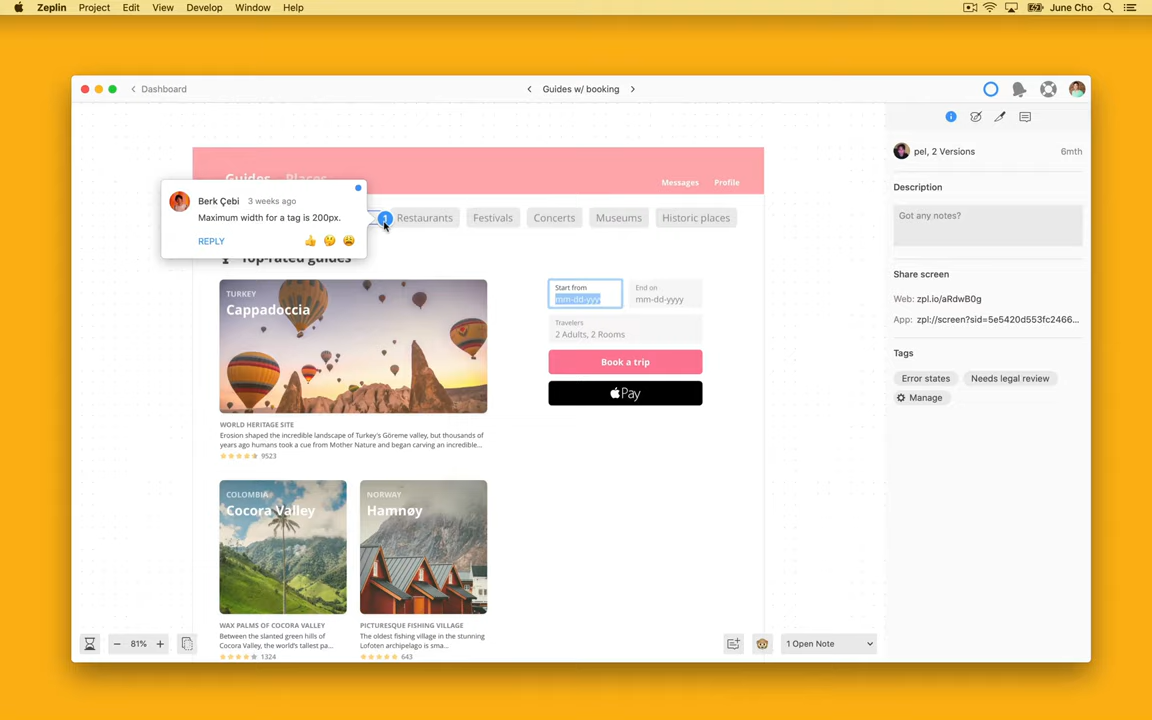 Zeplin Project Edit View Develop Window Help June Cho
Dashboard
Guides w/ booking
Guides Places
Messages Profile
Berk Çebi 3 weeks ago
Maximum width for a tag is 200px.
REPLY
1
Restaurants Festivals Concerts Museums Historic places
Top-rated guides
TURKEY
Cappadoccia
WORLD HERITAGE SITE
Erosion shaped the incredible landscape of Turkey's Göreme valley, but thousands of
years ago humans took a cue from Mother Nature and began carving an incredible...
9523
Start from
mm-dd-yyy
End on
mm-dd-yyyy
Travelers
2 Adults, 2 Rooms
Book a trip
Pay
COLOMBIA
Cocora Valley
WAX PALMS OF COCORA VALLEY
Between the slanted green hills of
Cocora Valley, the world's tallest pa...
1324
NORWAY
Hamnøy
PICTURESQUE FISHING VILLAGE
The oldest fishing village in the stunning
Lofoten archipelago is sma...
643
81%
1 Open Note
pel, 2 Versions 6mth
Description
Got any notes?
Share screen
Web: zpl.io/aRdwB0g
App: zpl://screen?sid=5e5420d553fc2466...
Tags
Error states Needs legal review
Manage